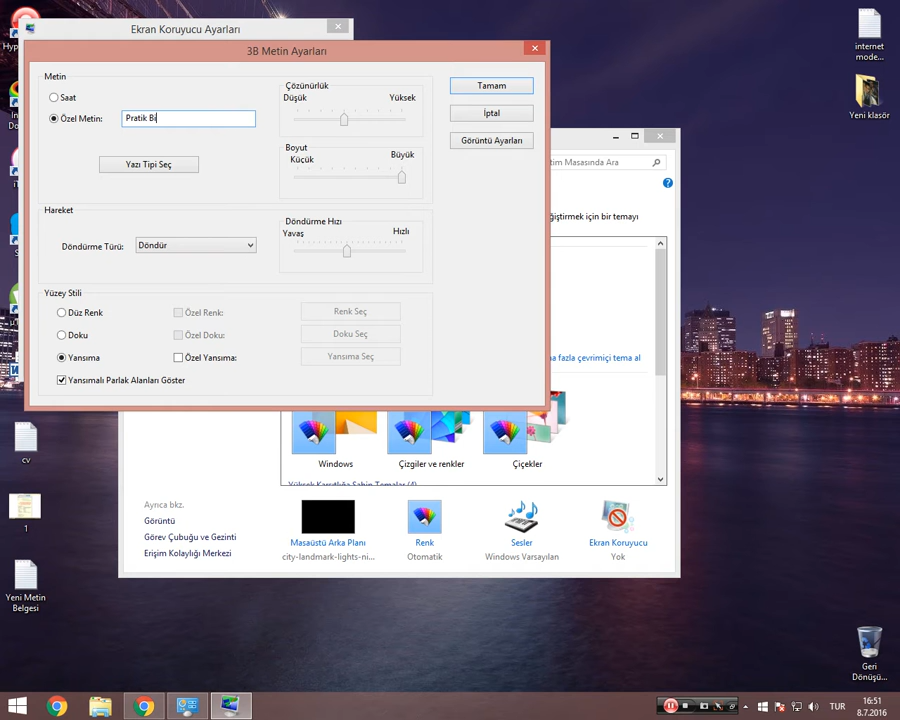 Ekran Koruyucu Ayarları
3B Metin Ayarları
internet
mode...
Yeni klasör
Metin
Saat
Özel Metin:
Pratik Bi
Yazı Tipi Seç
Çözünürlük
Düşük
Yüksek
Boyut
Küçük
Büyük
Tamam
İptal
Görüntü Ayarları
Hareket
Döndürme Türü:
Döndür
Döndürme Hızı
Yavaş
Hızlı
Yüzey Stili
Düz Renk
Özel Renk:
Renk Seç
Doku
Özel Doku:
Doku Seç
Yansıma
Özel Yansıma:
Yansıma Seç
Yansımalı Parlak Alanları Göster
Masasında Ara
için bir temayı
fazla çevrimiçi tema al
Windows
Çizgiler ve renkler
Çiçekler
Ayrıca bkz.
Görüntü
Görev Çubuğu ve Gezinti
Erişim Kolaylığı Merkezi
Masaüstü Arka Planı
city-landmark-lights-ni...
Renk
Otomatik
Sesler
Windows Varsayılan
Ekran Koruyucu
Yok
cv
1
Yeni Metin
Belgesi
Geri
Dönüşü...
TUR
16:51
8.7.2016